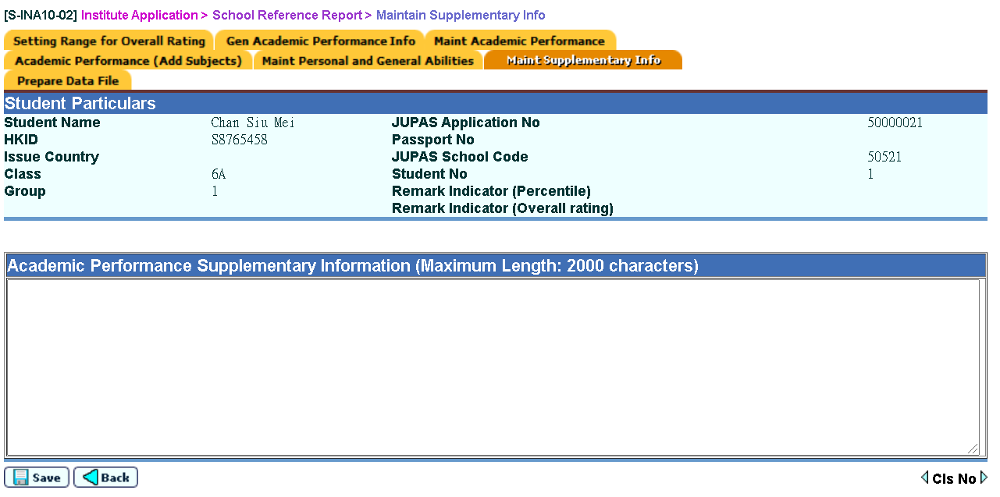 [S-INA10-02] Institute Application > School Reference Report > Maintain Supplementary Info
Setting Range for Overall Rating Gen Academic Performance Info Maint Academic Performance
Academic Performance (Add Subjects) Maint Personal and General Abilities Maint Supplementary Info
Prepare Data File
Student Particulars
Student Name Chan Siu Mei JUPAS Application No 50000021
HKID S8765458 Passport No
Issue Country JUPAS School Code 50521
Class 6A Student No 1
Group 1 Remark Indicator (Percentile)
Remark Indicator (Overall rating)
Academic Performance Supplementary Information (Maximum Length: 2000 characters)
Save Back Cls No